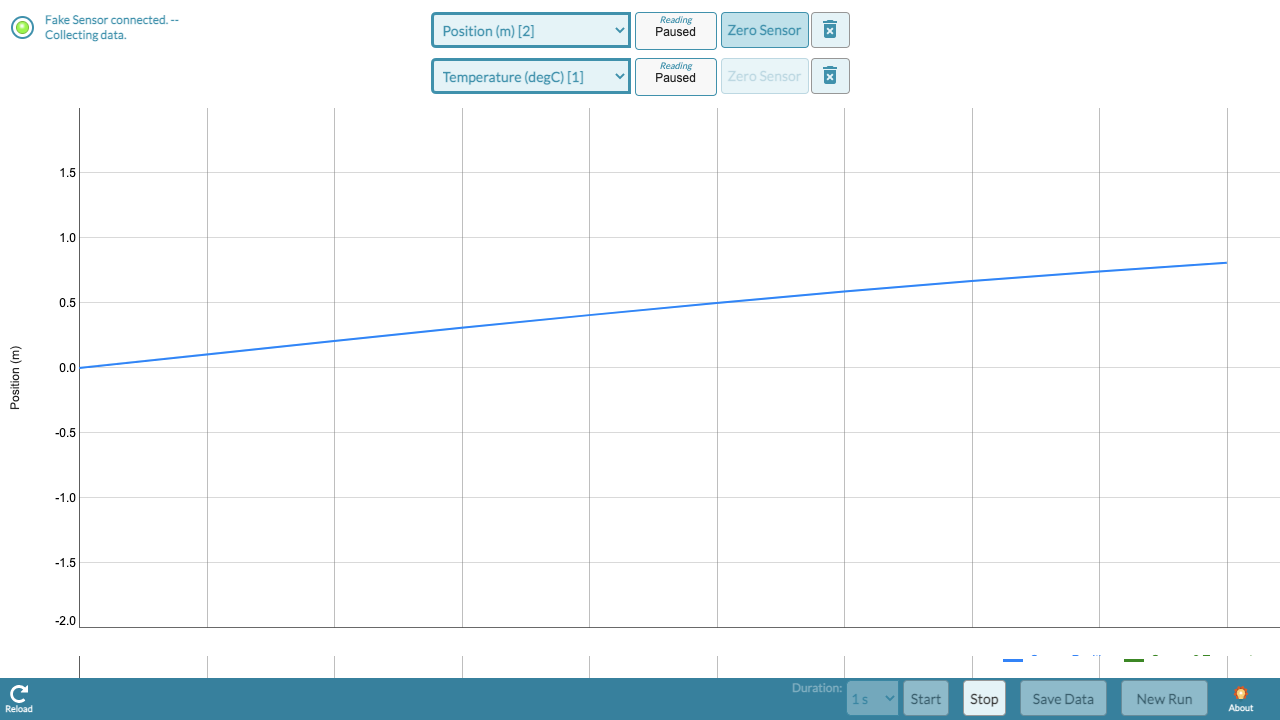 Fake Sensor connected. --
Collecting data.
Position (m) [2]
Reading
Paused
Zero Sensor
Temperature (degC) [1]
Reading
Paused
Zero Sensor
1.5
1.0
0.5
0.0
-0.5
-1.0
-1.5
-2.0
Position (m)
Reload
Duration:
1 s
Start
Stop
Save Data
New Run
About